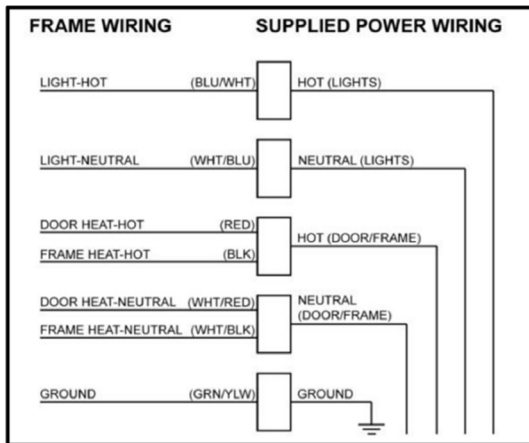 FRAME WIRING SUPPLIED POWER WIRING
LIGHT-HOT (BLU/WHT) HOT (LIGHTS)
LIGHT-NEUTRAL (WHT/BLU) NEUTRAL (LIGHTS)
DOOR HEAT-HOT (RED)
HOT (DOOR/FRAME)
FRAME HEAT-HOT (BLK)
DOOR HEAT-NEUTRAL (WHT/RED) NEUTRAL
(DOOR/FRAME)
FRAME HEAT-NEUTRAL (WHT/BLK)
GROUND (GRN/YLW) GROUND